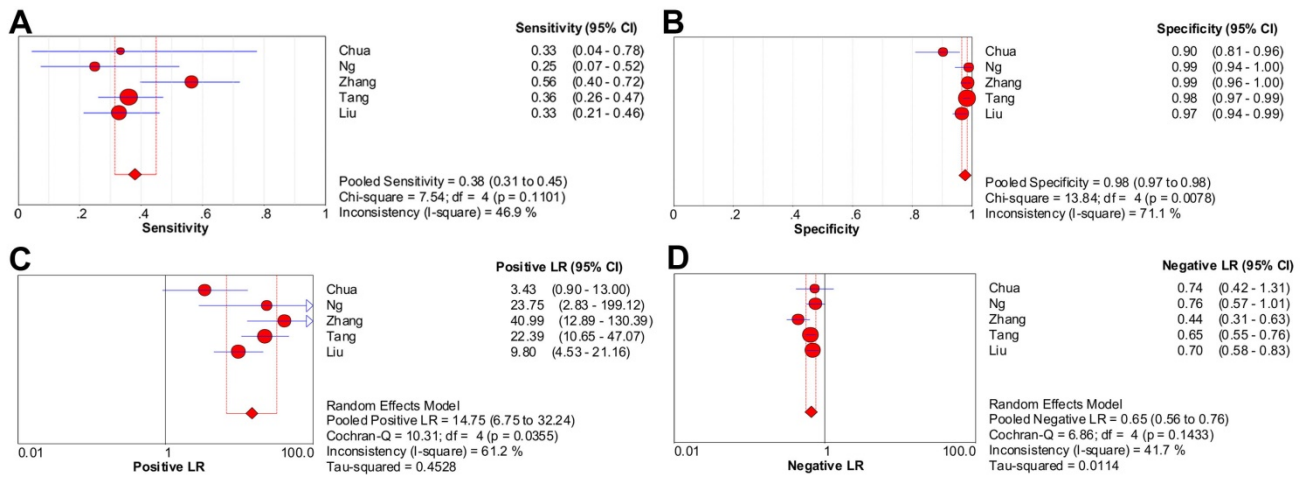 A
Sensitivity (95% CI)
Chua 0.33 (0.04 - 0.78)
Ng 0.25 (0.07 - 0.52)
Zhang 0.56 (0.40 - 0.72)
Tang 0.36 (0.26 - 0.47)
Liu 0.33 (0.21 - 0.46)
Pooled Sensitivity = 0.38 (0.31 to 0.45)
Chi-square = 7.54; df = 4 (p = 0.1101)
Inconsistency (I-square) = 46.9 %
0 .2 .4 .6 .8 1
Sensitivity
B
Specificity (95% CI)
Chua 0.90 (0.81 - 0.96)
Ng 0.99 (0.94 - 1.00)
Zhang 0.99 (0.96 - 1.00)
Tang 0.98 (0.97 - 0.99)
Liu 0.97 (0.94 - 0.99)
Pooled Specificity = 0.98 (0.97 to 0.98)
Chi-square = 13.84; df = 4 (p = 0.0078)
Inconsistency (I-square) = 71.1 %
0 .2 .4 .6 .8 1
Specificity
C
Positive LR (95% CI)
Chua 3.43 (0.90 - 13.00)
Ng 23.75 (2.83 - 199.12)
Zhang 40.99 (12.89 - 130.39)
Tang 22.39 (10.65 - 47.07)
Liu 9.80 (4.53 - 21.16)
Random Effects Model
Pooled Positive LR = 14.75 (6.75 to 32.24)
Cochran-Q = 10.31; df = 4 (p = 0.0355)
Inconsistency (I-square) = 61.2 %
Tau-squared = 0.4528
0.01 1 100.0
Positive LR
D
Negative LR (95% CI)
Chua 0.74 (0.42 - 1.31)
Ng 0.76 (0.57 - 1.01)
Zhang 0.44 (0.31 - 0.63)
Tang 0.65 (0.55 - 0.76)
Liu 0.70 (0.58 - 0.83)
Random Effects Model
Pooled Negative LR = 0.65 (0.56 to 0.76)
Cochran-Q = 6.86; df = 4 (p = 0.1433)
Inconsistency (I-square) = 41.7 %
Tau-squared = 0.0114
0.01 1 100.0
Negative LR